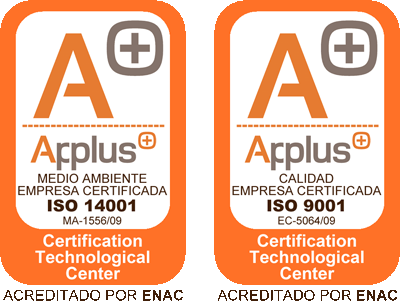 A+
Applus+
MEDIO AMBIENTE
EMPRESA CERTIFICADA
ISO 14001
MA-1556/09
Certification
Technological
Center
ACREDITADO POR ENAC
A+
Applus+
CALIDAD
EMPRESA CERTIFICADA
ISO 9001
EC-5064/09
Certification
Technological
Center
ACREDITADO POR ENAC